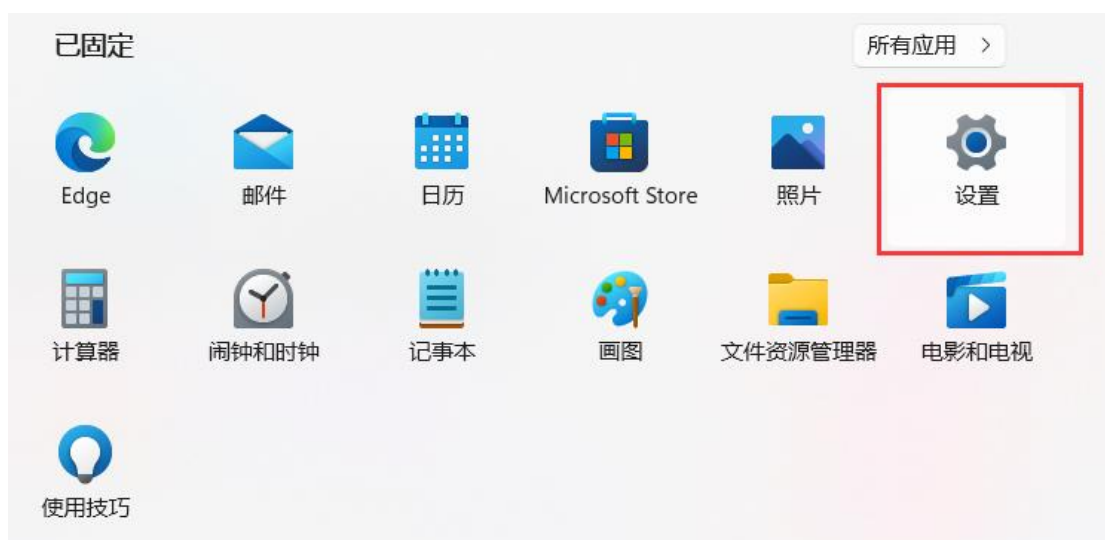 已固定
所有应用 >
Edge
邮件
日历
Microsoft Store
照片
设置
计算器
闹钟和时钟
记事本
画图
文件资源管理器
电影和电视
使用技巧